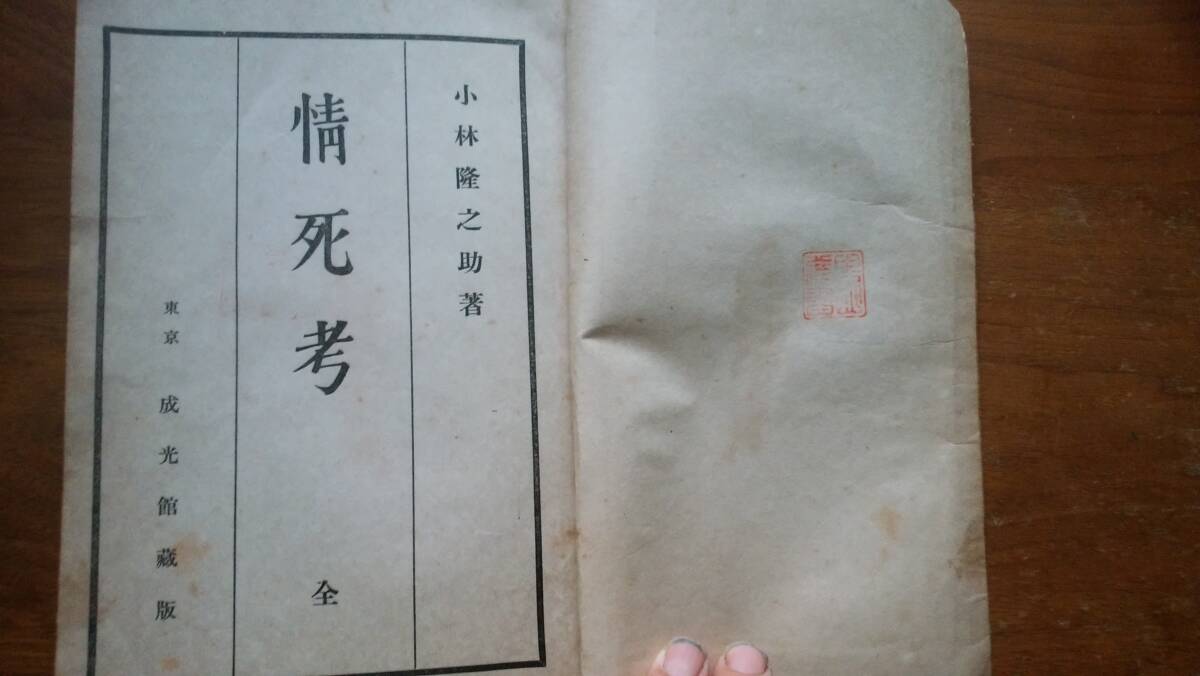 小林隆之助著
情死考 全
東京 成光館藏版